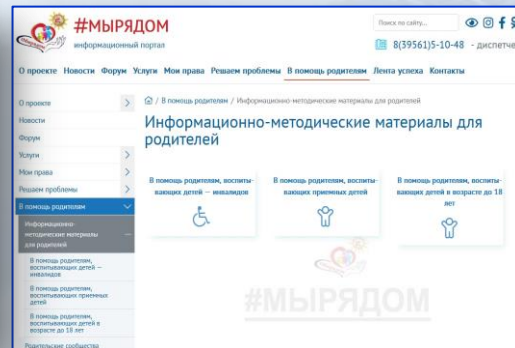 #МЫРЯДОМ
информационный портал
Поиск по сайту...
8(39561)5-10-48 - диспетче
О проекте Новости Форум Услуги Мои права Решаем проблемы В помощь родителям Лента успеха Контакты
О проекте
Новости
Форум
Услуги
Мои права
Решаем проблемы
В помощь родителям
Информационно-
методические материалы
для родителей
В помощь родителям,
воспитывающих детей —
инвалидов
В помощь родителям,
воспитывающих приемных
детей
В помощь родителям,
воспитывающих детей в
возрасте до 18 лет
Родительские сообщества
/ В помощь родителям / Информационно-методические материалы для родителей
Информационно-методические материалы для
родителей
В помощь родителям, воспиты-
вающих детей — инвалидов
В помощь родителям, воспиты-
вающих приемных детей
В помощь родителям, воспиты-
вающих детей в возрасте до 18
лет
#МЫРЯДОМ